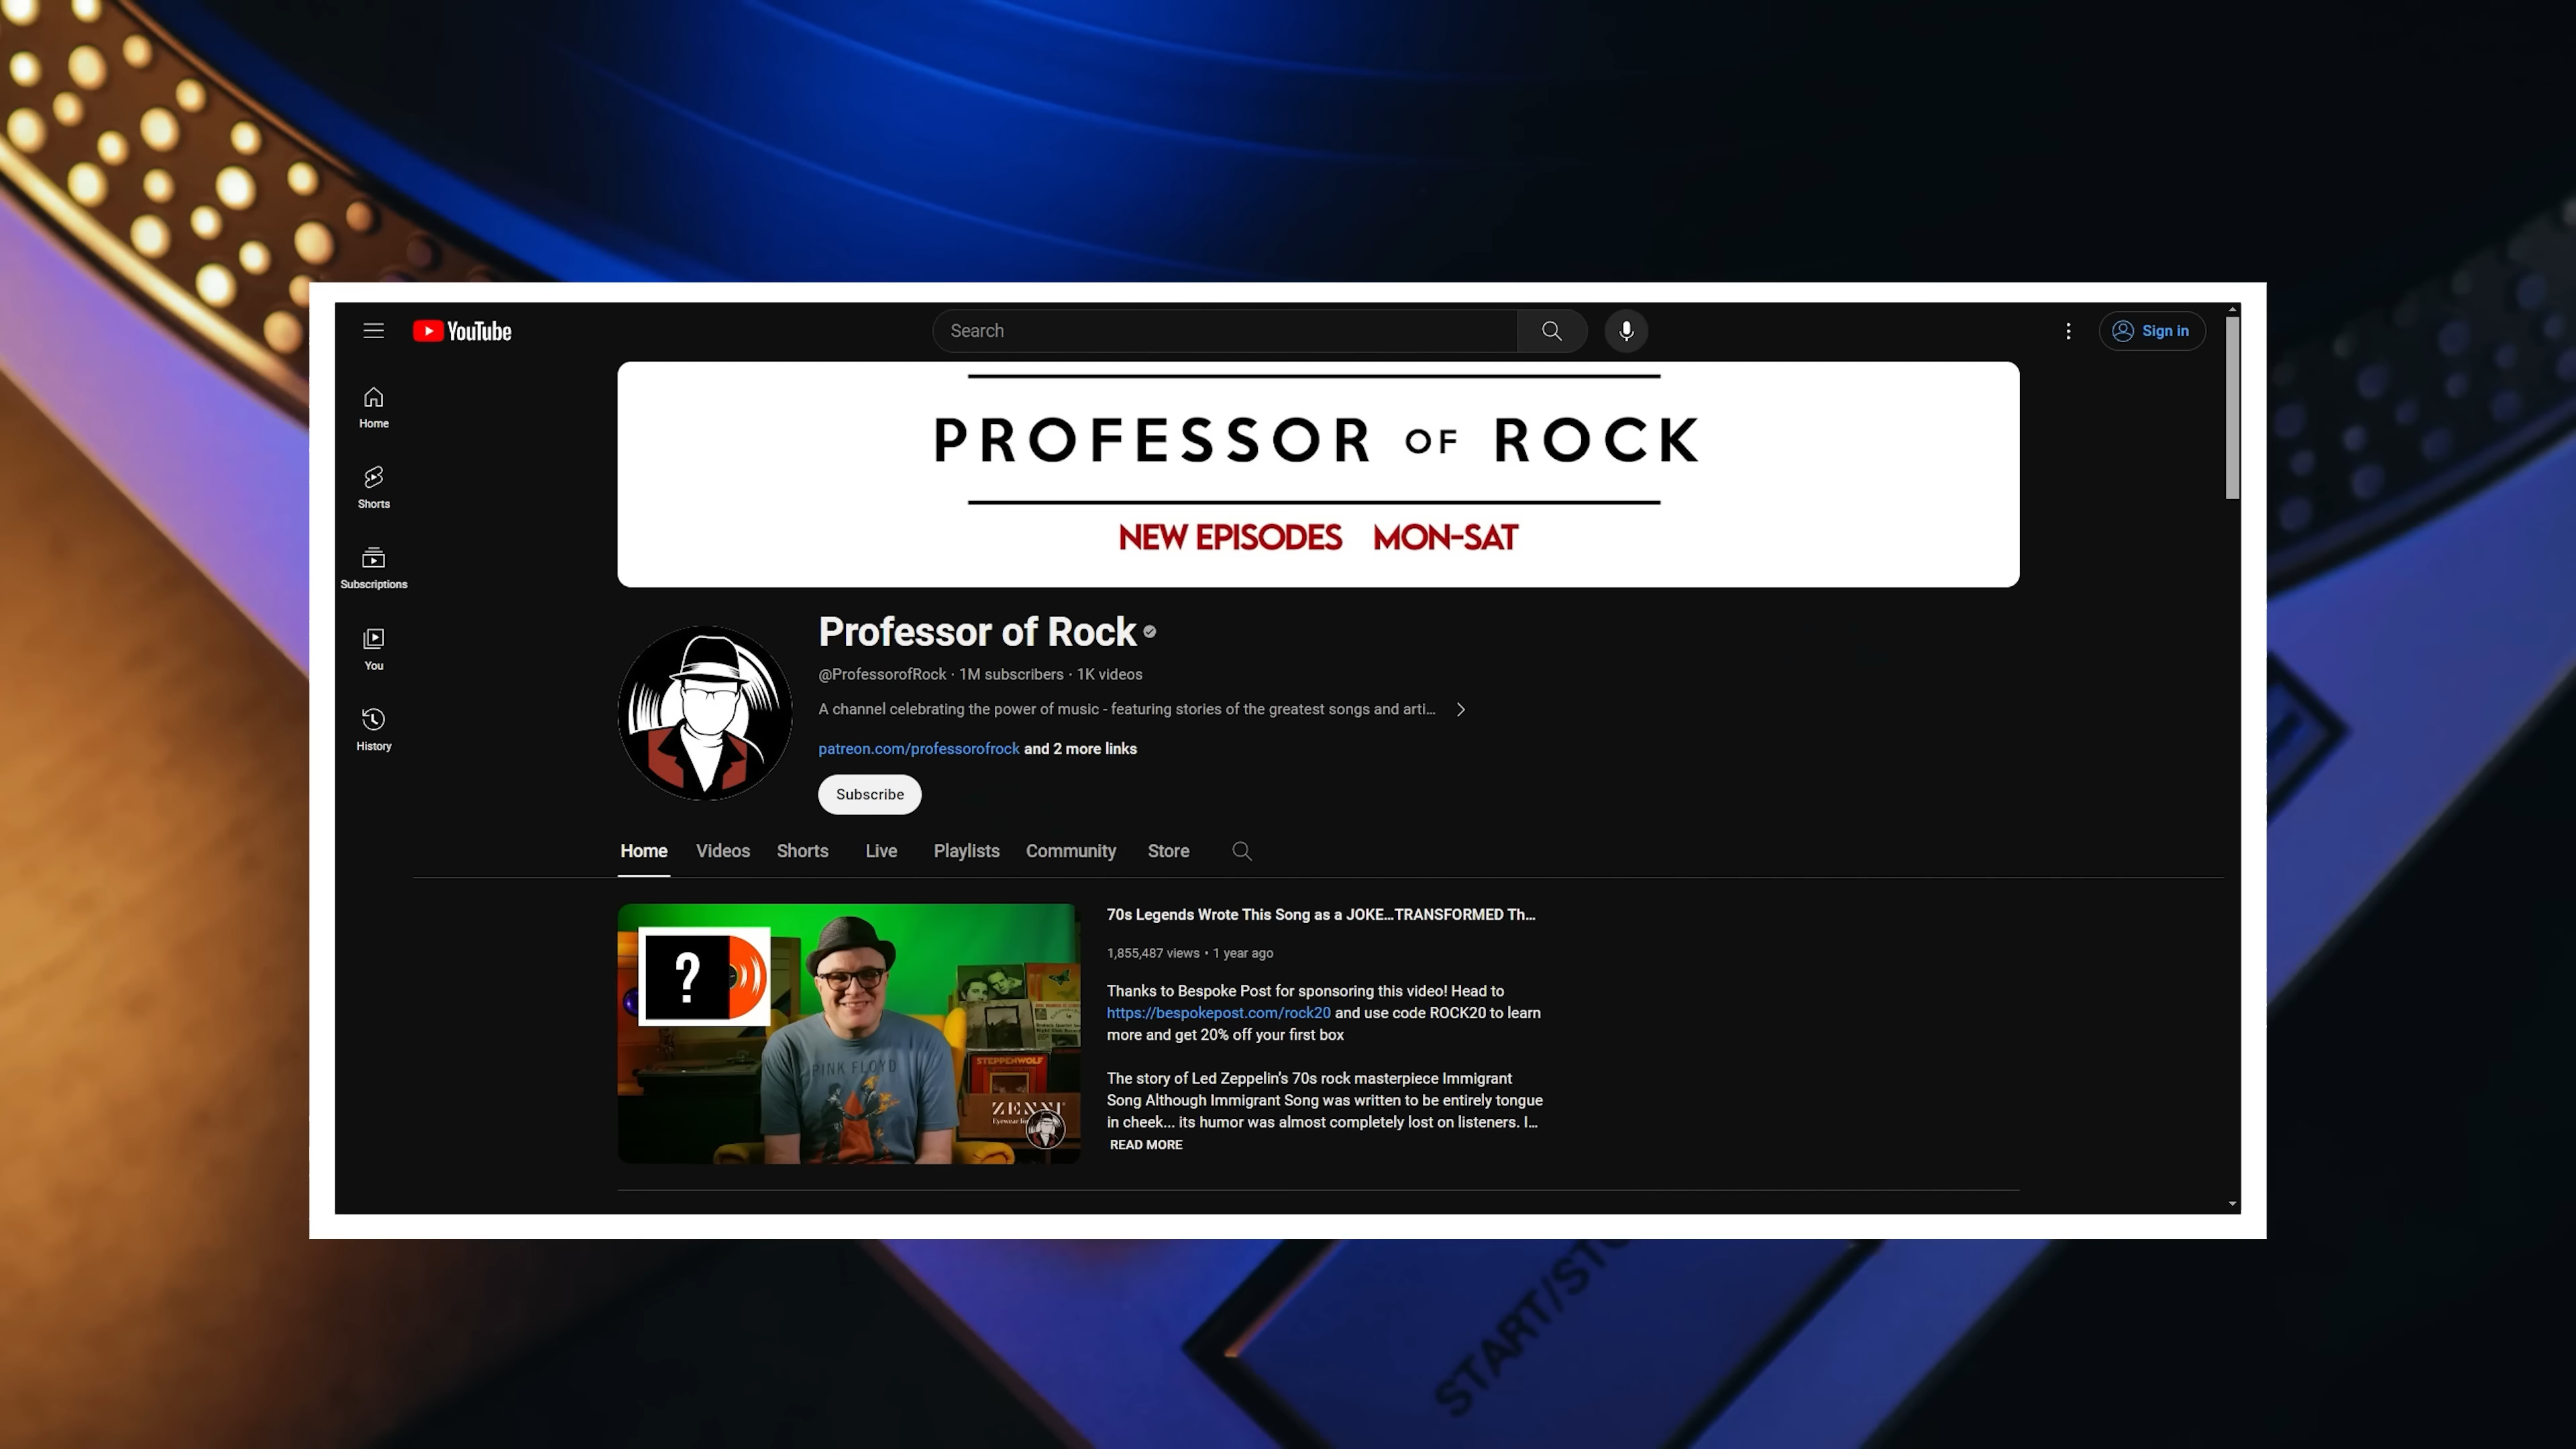 YouTube
Search
Sign in
Home
Shorts
Subscriptions
You
History
PROFESSOR OF ROCK
NEW EPISODES MON-SAT
Professor of Rock
@ProfessorofRock · 1M subscribers · 1K videos
A channel celebrating the power of music - featuring stories of the greatest songs and arti...
patreon.com/professorofrock and 2 more links
Subscribe
Home Videos Shorts Live Playlists Community Store
?
PINK FLOYD
STEPPENWOLF
ZENNI
70s Legends Wrote This Song as a JOKE...TRANSFORMED Th...
1,855,487 views · 1 year ago
Thanks to Bespoke Post for sponsoring this video! Head to
https://bespokepost.com/rock20 and use code ROCK20 to learn
more and get 20% off your first box
The story of Led Zeppelin’s 70s rock masterpiece Immigrant
Song Although Immigrant Song was written to be entirely tongue
in cheek... its humor was almost completely lost on listeners. I...
READ MORE
START/STO